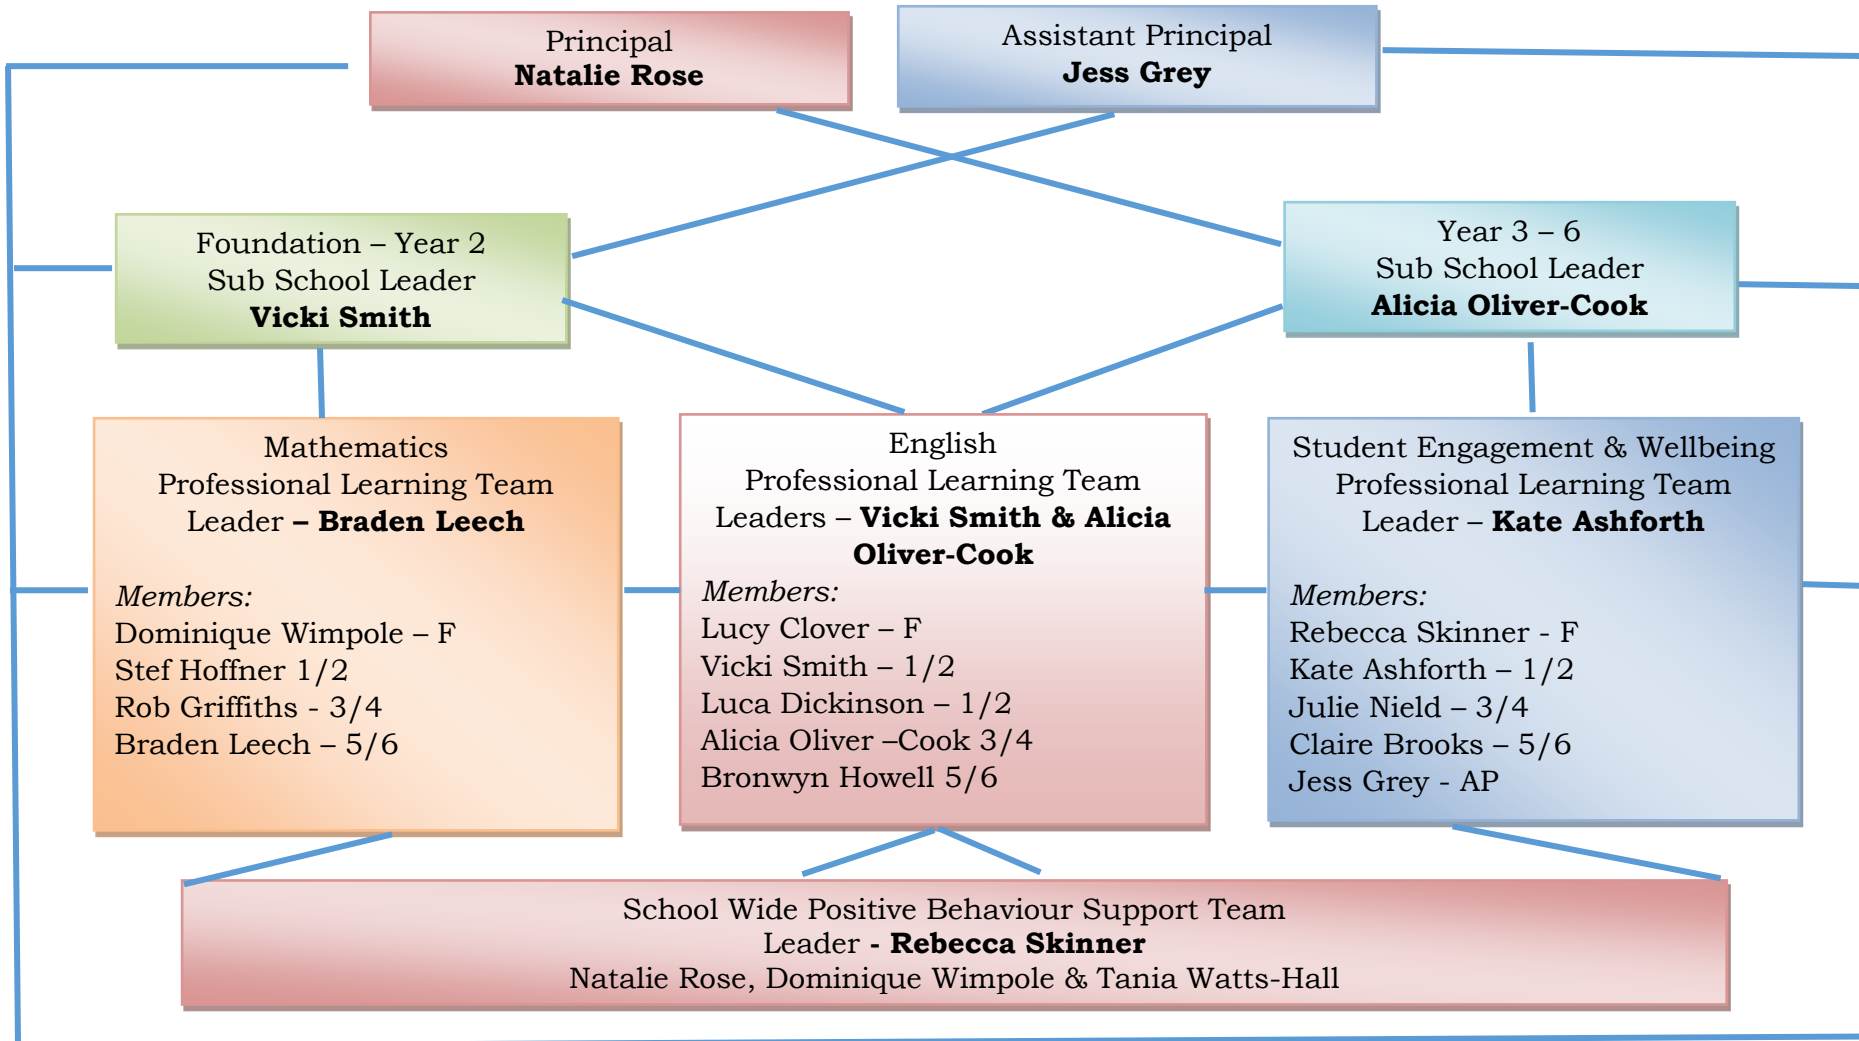 Principal
Natalie Rose
Assistant Principal
Jess Grey
Foundation – Year 2
Sub School Leader
Vicki Smith
Year 3 – 6
Sub School Leader
Alicia Oliver-Cook
Mathematics
Professional Learning Team
Leader – Braden Leech
Members:
Dominique Wimpole – F
Stef Hoffner 1/2
Rob Griffiths - 3/4
Braden Leech – 5/6
English
Professional Learning Team
Leaders – Vicki Smith & Alicia
Oliver-Cook
Members:
Lucy Clover – F
Vicki Smith – 1/2
Luca Dickinson – 1/2
Alicia Oliver –Cook 3/4
Bronwyn Howell 5/6
Student Engagement & Wellbeing
Professional Learning Team
Leader – Kate Ashforth
Members:
Rebecca Skinner - F
Kate Ashforth – 1/2
Julie Nield – 3/4
Claire Brooks – 5/6
Jess Grey - AP
School Wide Positive Behaviour Support Team
Leader - Rebecca Skinner
Natalie Rose, Dominique Wimpole & Tania Watts-Hall